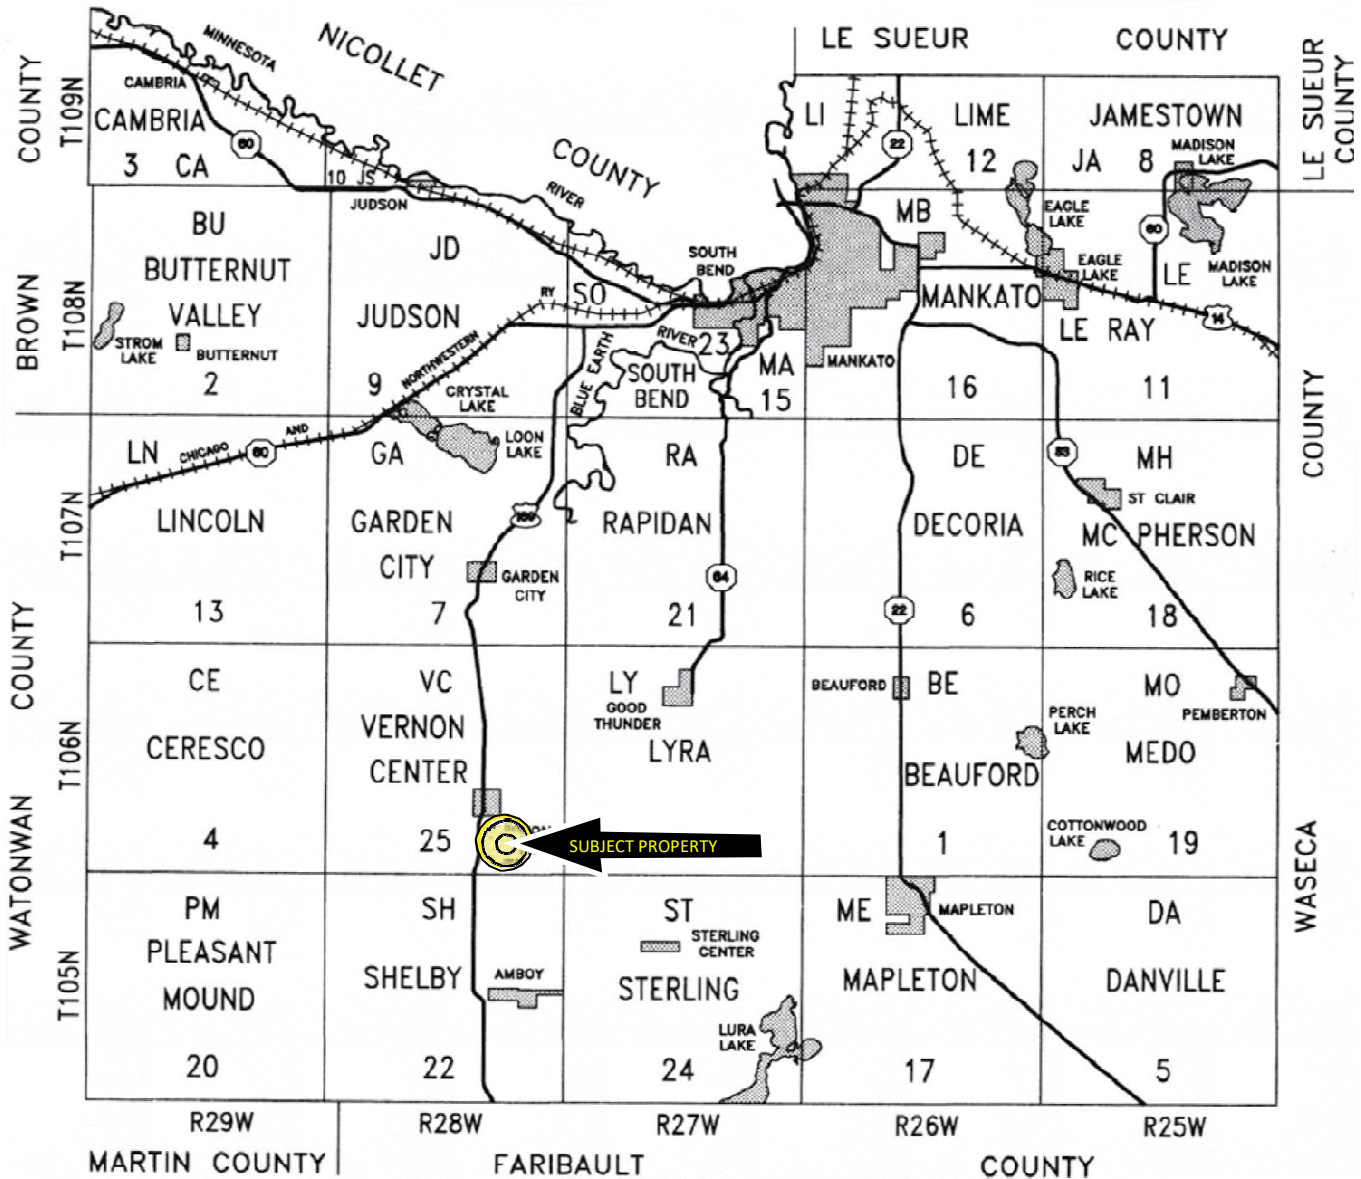 LE SUEUR COUNTY
NICOLLET
COUNTY
LE SUEUR
COUNTY
COUNTY
BROWN
COUNTY
WATONWAN
COUNTY
WASECA
T109N
T108N
T107N
T106N
T105N
MINNESOTA
RIVER
CAMBRIA
CAMBRIA
3 CA
60
10 JS
JUDSON
LI
22
LIME
12
JAMESTOWN
JA 8
MADISON
LAKE
BU
BUTTERNUT
VALLEY
STROM
LAKE
BUTTERNUT
2
JD
JUDSON
9
NORTHWESTERN
RY
SO
SOUTH
BEND
RIVER
23
BLUE EARTH
SOUTH
BEND
MA
15
MANKATO
MB
MANKATO
16
EAGLE
LAKE
EAGLE
LAKE
60
LE
MADISON
LAKE
LE RAY
14
11
LN
CHICAGO
AND
60
LINCOLN
13
CRYSTAL
LAKE
LOON
LAKE
GA
GARDEN
CITY
GARDEN
CITY
7
RA
RAPIDAN
64
21
DE
DECORIA
22
6
83
MH
ST CLAIR
MC PHERSON
RICE
LAKE
18
CE
CERESCO
4
VC
VERNON
CENTER
25
SUBJECT PROPERTY
LY
GOOD
THUNDER
LYRA
BEAUFORD
BE
PERCH
LAKE
BEAUFORD
1
MO
PEMBERTON
MEDO
COTTONWOOD
LAKE
19
PM
PLEASANT
MOUND
20
SH
SHELBY
AMBOY
22
ST
STERLING
CENTER
STERLING
LURA
LAKE
24
ME
MAPLETON
MAPLETON
17
DA
DANVILLE
5
R29W
R28W
R27W
R26W
R25W
MARTIN COUNTY
FARIBAULT
COUNTY